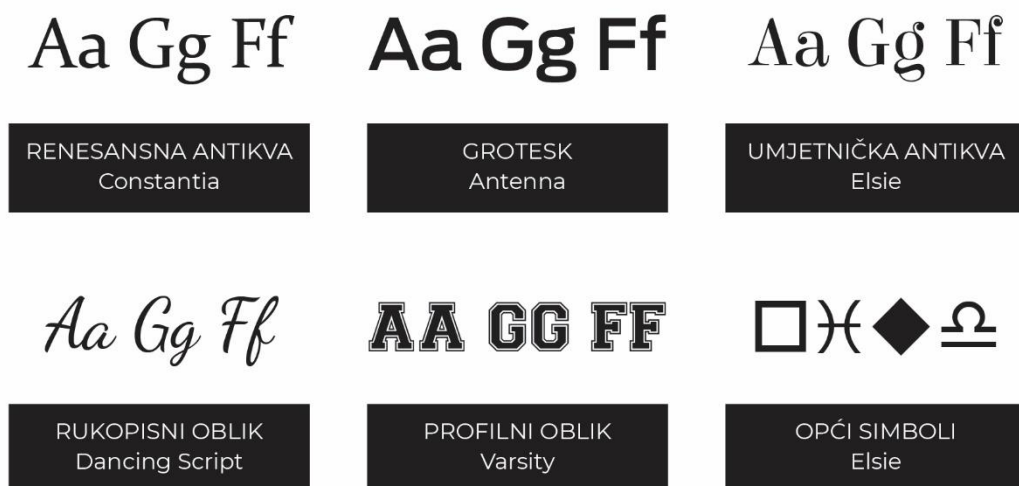 Aa Gg Ff
Aa Gg Ff
Aa Gg Ff
RENESANSNA ANTIKVA
Constantia
GROTESK
Antenna
UMJETNIČKA ANTIKVA
Elsie
Aa Gg Ff
AA GG FF
□♓◆♎
RUKOPISNI OBLIK
Dancing Script
PROFILNI OBLIK
Varsity
OPĆI SIMBOLI
Elsie